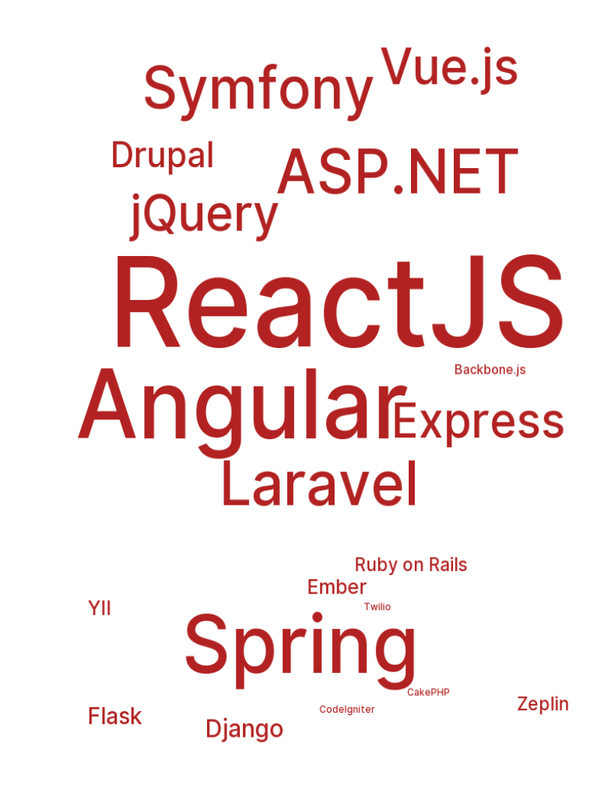 Vue.js
Symfony
Drupal
ASP.NET
jQuery
ReactJS
Backbone.js
Angular
Express
Laravel
Ruby on Rails
Ember
Twilio
YII
Spring
CakePHP
Zeplin
CodeIgniter
Flask
Django